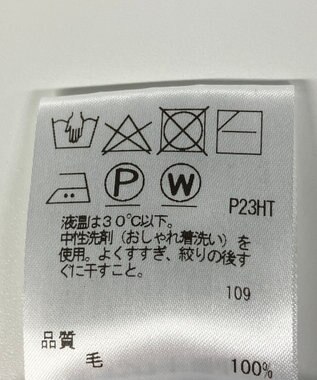 P W
P23HT
液温は30℃以下。
中性洗剤（おしゃれ着洗い）を
使用。よくすすぎ、絞りの後す
ぐに干すこと。
109
品質
毛 100%